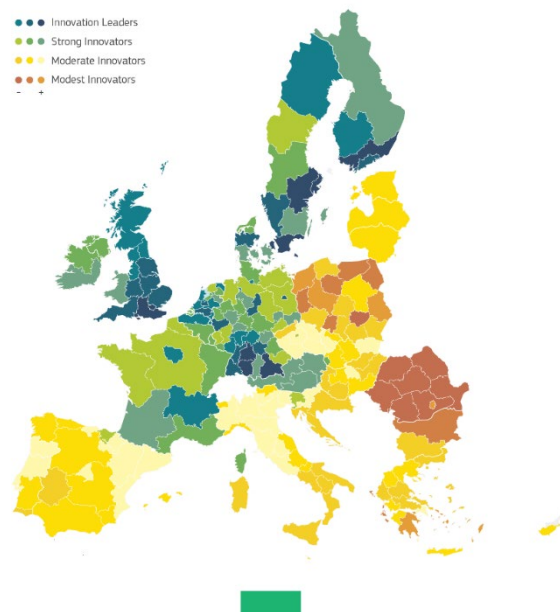 Innovation Leaders
Strong Innovators
Moderate Innovators
Modest Innovators
- +